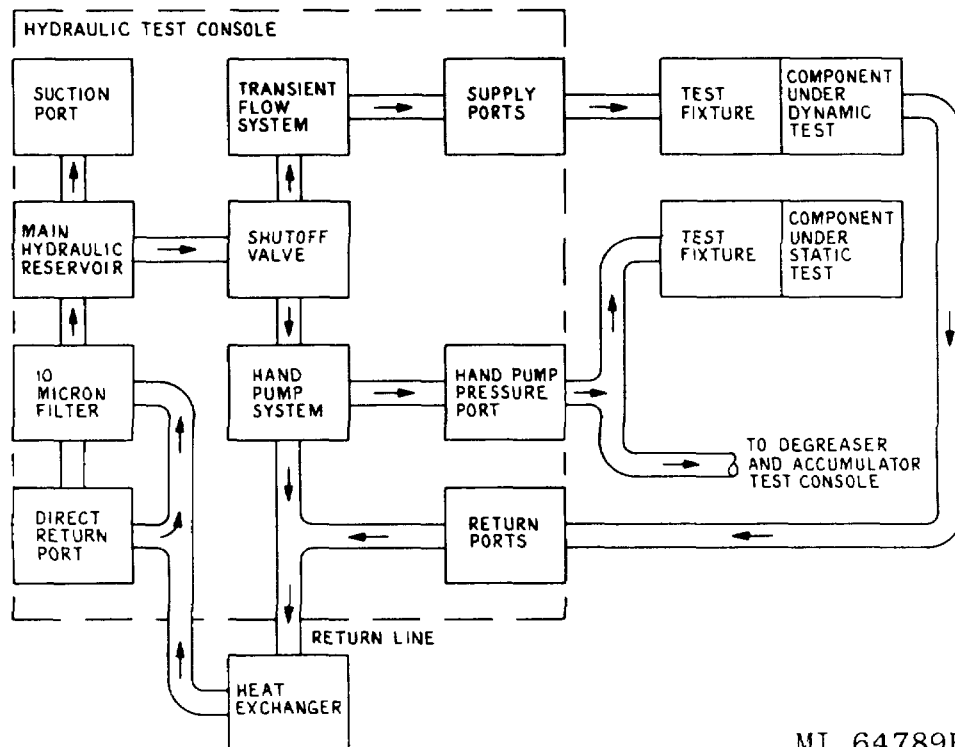 HYDRAULIC TEST CONSOLE
SUCTION
PORT
TRANSIENT
FLOW
SYSTEM
SUPPLY
PORTS
TEST
FIXTURE
COMPONENT
UNDER
DYNAMIC
TEST
MAIN
HYDRAULIC
RESERVOIR
SHUTOFF
VALVE
TEST
FIXTURE
COMPONENT
UNDER
STATIC
TEST
10
MICRON
FILTER
HAND
PUMP
SYSTEM
HAND PUMP
PRESSURE
PORT
TO DEGREASER
AND ACCUMULATOR
TEST CONSOLE
DIRECT
RETURN
PORT
RETURN
PORTS
RETURN LINE
HEAT
EXCHANGER